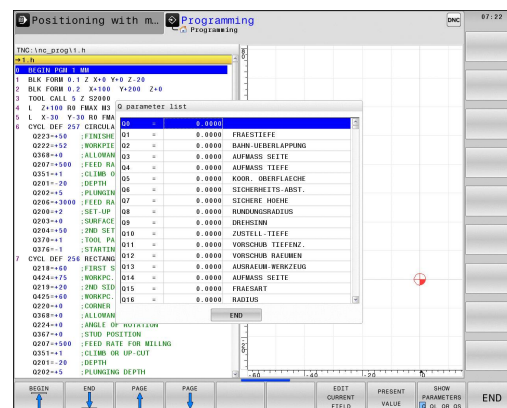 Positioning with m...
Programming
Programming
DNC
07:22
TNC:\nc_prog\1.h
→1.h
0 BEGIN PGM 1 MM
1 BLK FORM 0.1 Z X+0 Y+0 Z-20
2 BLK FORM 0.2 X+100 Y+200 Z+0
3 TOOL CALL 5 Z S2000
4 L Z+100 R0 FMAX M3
5 L X-30 Y-30 R0 FMA
6 CYCL DEF 257 CIRCULA
Q223=+50 ;FINISHE
Q222=+52 ;WORKPIE
Q368=+0 ;ALLOWAN
Q207=+500 ;FEED RA
Q351=+1 ;CLIMB O
Q201=-20 ;DEPTH
Q202=+5 ;PLUNGIN
Q206=+3000 ;FEED RA
Q200=+2 ;SET-UP
Q203=+0 ;SURFACE
Q204=+50 ;2ND SET
Q370=+1 ;TOOL PA
Q376=-1 ;STARTIN
7 CYCL DEF 256 RECTANG
Q218=+60 ;FIRST S
Q424=+75 ;WORKPC.
Q219=+20 ;2ND SID
Q425=+60 ;WORKPC.
Q220=+0 ;CORNER
Q368=+0 ;ALLOWAN
Q224=+0 ;ANGLE OF ROTATION
Q367=+0 ;STUD POSITION
Q207=+500 ;FEED RATE FOR MILLNG
Q351=+1 ;CLIMB OR UP-CUT
Q201=-20 ;DEPTH
Q202=+5 ;PLUNGING DEPTH
Q parameter list
Q0 = 0.0000
Q1 = 0.0000 FRAESTIEFE
Q2 = 0.0000 BAHN-UEBERLAPPUNG
Q3 = 0.0000 AUFMASS SEITE
Q4 = 0.0000 AUFMASS TIEFE
Q5 = 0.0000 KOOR. OBERFLAECHE
Q6 = 0.0000 SICHERHEITS-ABST.
Q7 = 0.0000 SICHERE HOEHE
Q8 = 0.0000 RUNDUNGSRADIUS
Q9 = 0.0000 DREHSINN
Q10 = 0.0000 ZUSTELL-TIEFE
Q11 = 0.0000 VORSCHUB TIEFENZ.
Q12 = 0.0000 VORSCHUB RAEUMEN
Q13 = 0.0000 AUSRAEUM-WERKZEUG
Q14 = 0.0000 AUFMASS SEITE
Q15 = 0.0000 FRAESART
Q16 = 0.0000 RADIUS
END
-60 -40 -20 0
BEGIN
END
PAGE
PAGE
EDIT CURRENT FIELD
PRESENT VALUE
SHOW PARAMETERS
Q QL QR QS
END